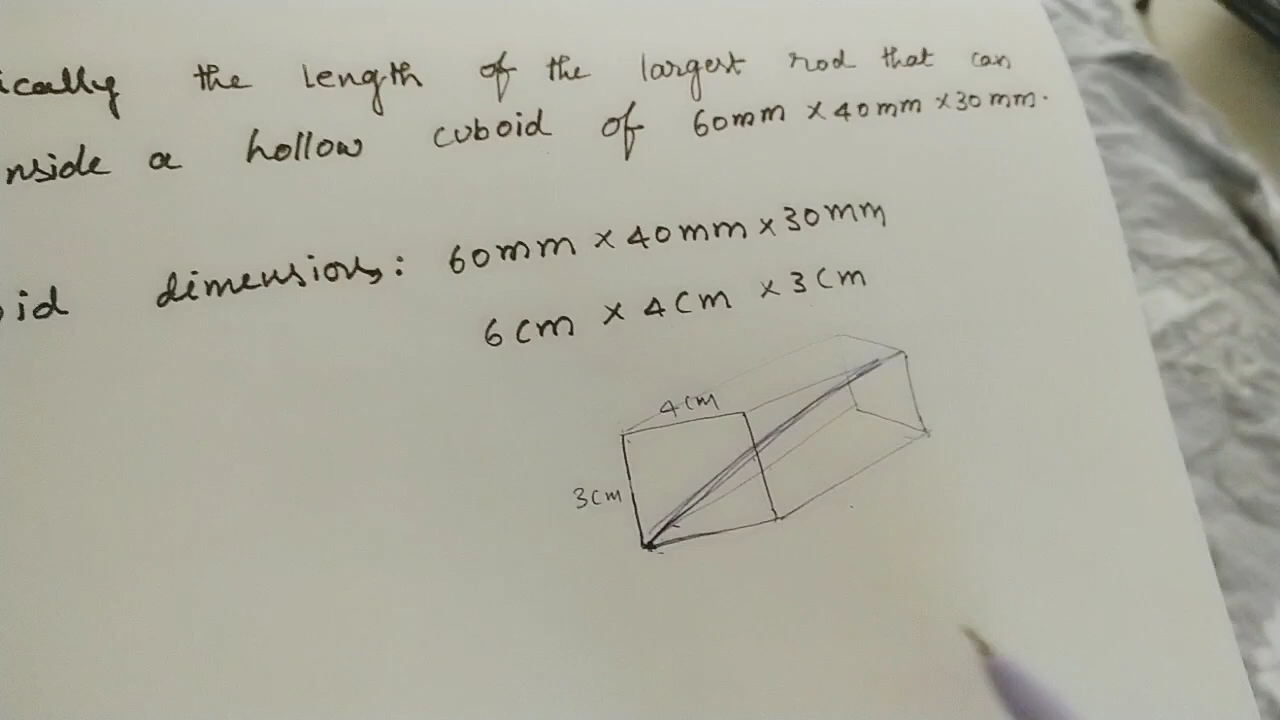 ically the length of the largest rod that can
nside a hollow cuboid of 60mm x 40mm x 30mm.
oid dimensions: 60mm x 40mm x 30mm
6cm x 4cm x 3cm
4cm
3cm